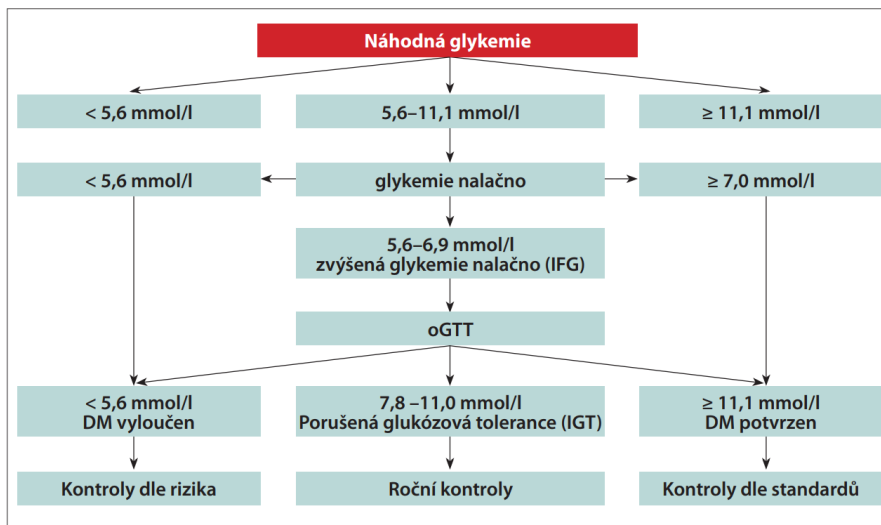 Náhodná glykemie
< 5,6 mmol/l
5,6–11,1 mmol/l
≥ 11,1 mmol/l
< 5,6 mmol/l
glykemie nalačno
≥ 7,0 mmol/l
5,6–6,9 mmol/l
zvýšená glykemie nalačno (IFG)
oGTT
< 5,6 mmol/l
DM vyloučen
7,8 –11,0 mmol/l
Porušená glukózová tolerance (IGT)
≥ 11,1 mmol/l
DM potvrzen
Kontroly dle rizika
Roční kontroly
Kontroly dle standardů